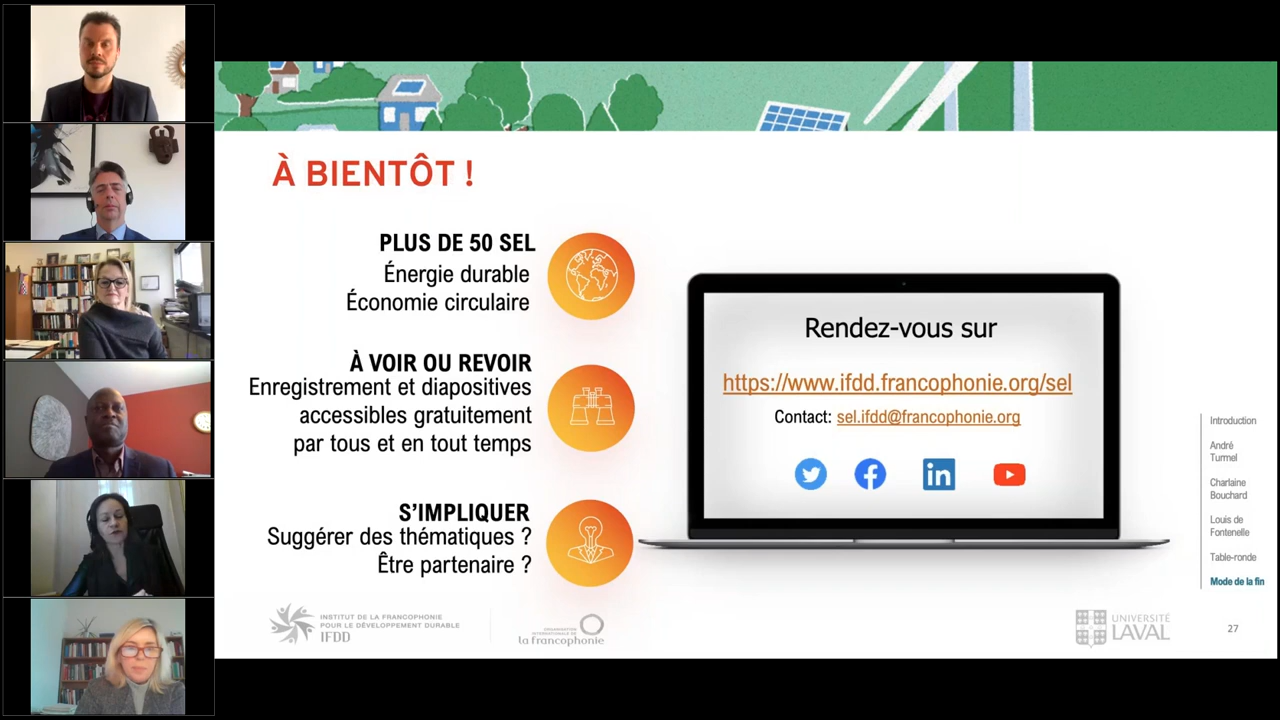 À BIENTÔT !
PLUS DE 50 SEL
Énergie durable
Économie circulaire
À VOIR OU REVOIR
Enregistrement et diapositives
accessibles gratuitement
par tous et en tout temps
S'IMPLIQUER
Suggérer des thématiques ?
Être partenaire ?
Rendez-vous sur
https://www.ifdd.francophonie.org/sel
Contact: sel.ifdd@francophonie.org
Introduction
André
Turmel
Charlaine
Bouchard
Louis de
Fontenelle
Table-ronde
Mode de la fin
INSTITUT DE LA FRANCOPHONIE
POUR LE DÉVELOPPEMENT DURABLE
IFDD
ORGANISATION
INTERNATIONALE DE
la francophonie
UNIVERSITÉ
LAVAL
27